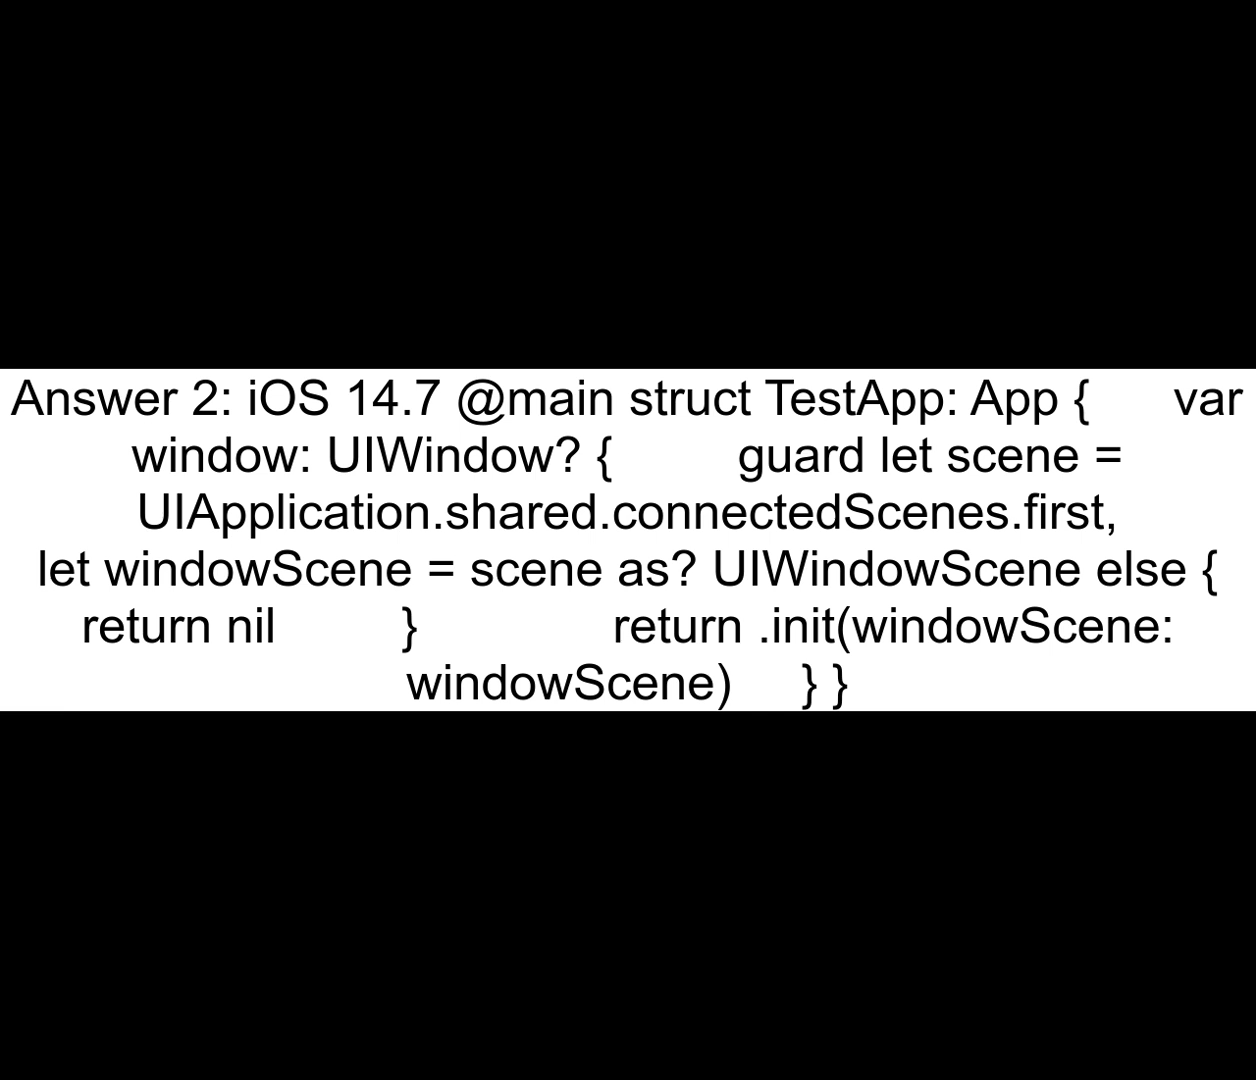 Answer 2: iOS 14.7 @main struct TestApp: App {      var
window: UIWindow? {         guard let scene =
UIApplication.shared.connectedScenes.first,
let windowScene = scene as? UIWindowScene else {
return nil         }              return .init(windowScene:
windowScene)     } }